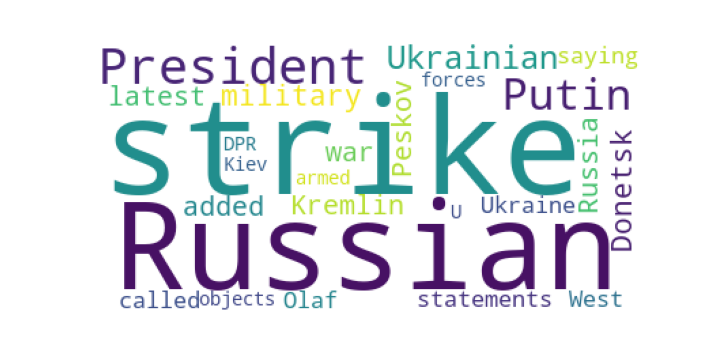 President Ukrainian saying
latest military forces Putin
strike
DPR war Peskov Russia
Kiev armed Donetsk
added Kremlin U Ukraine
Russian
called objects Olaf statements West